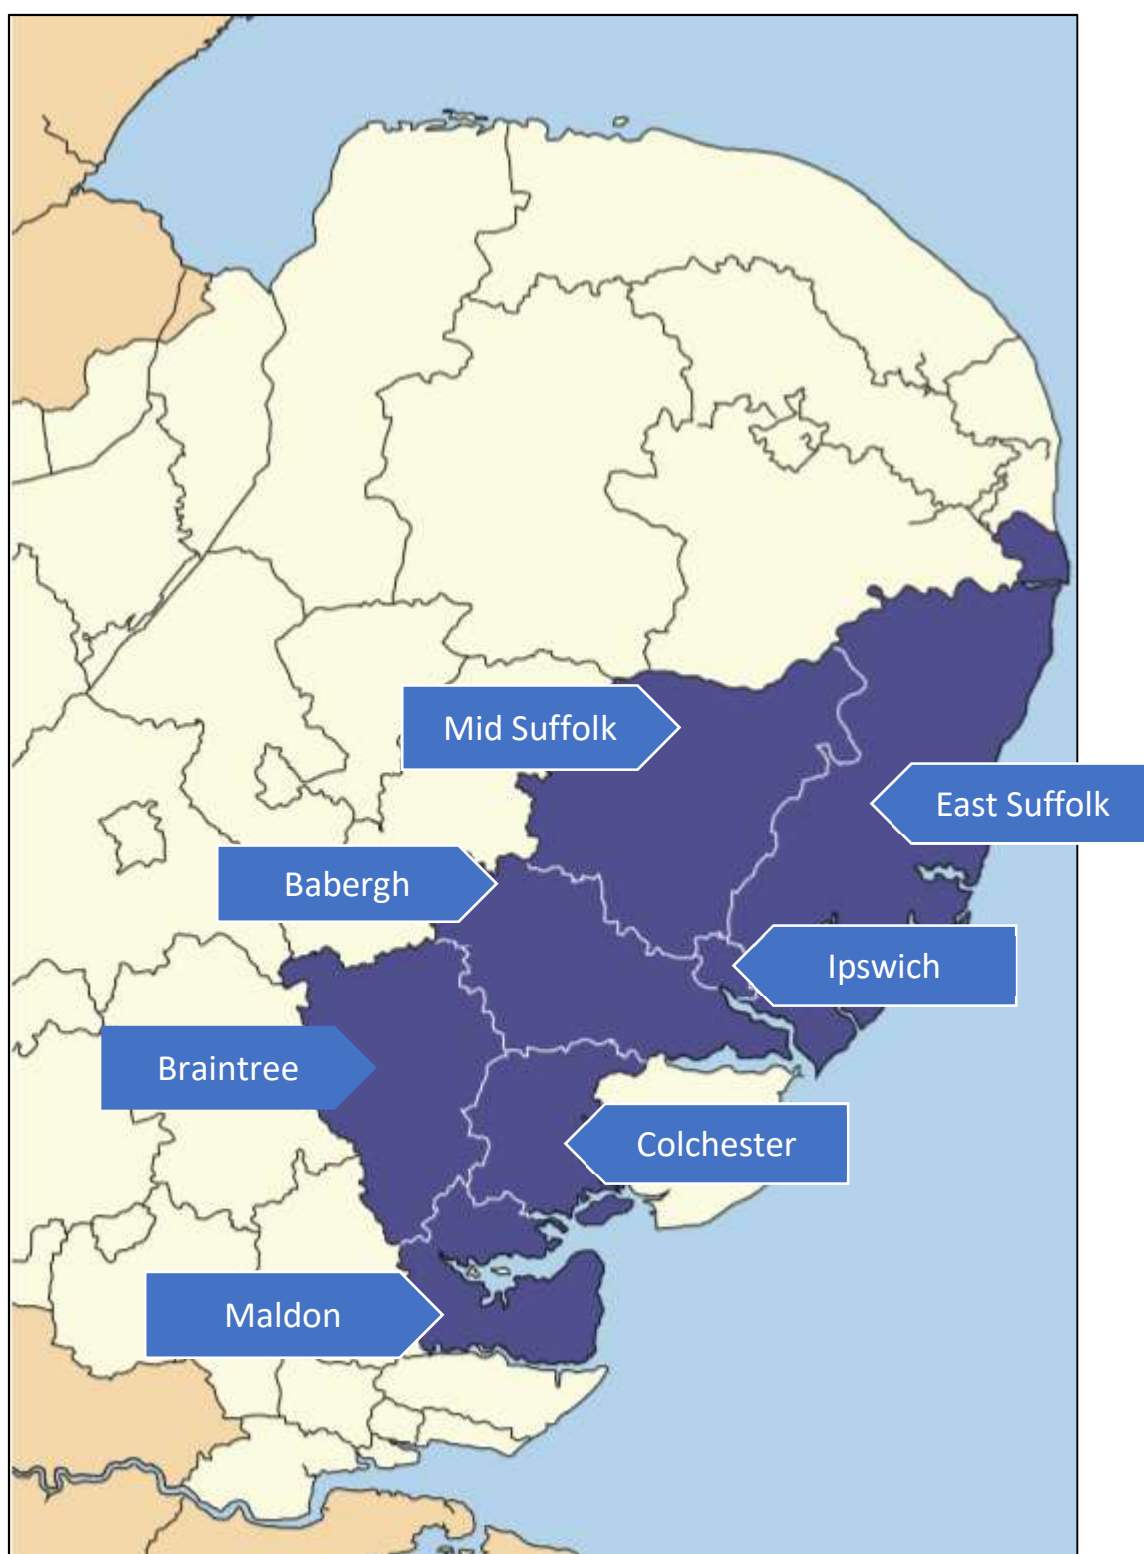 Mid Suffolk
East Suffolk
Babergh
Ipswich
Braintree
Colchester
Maldon